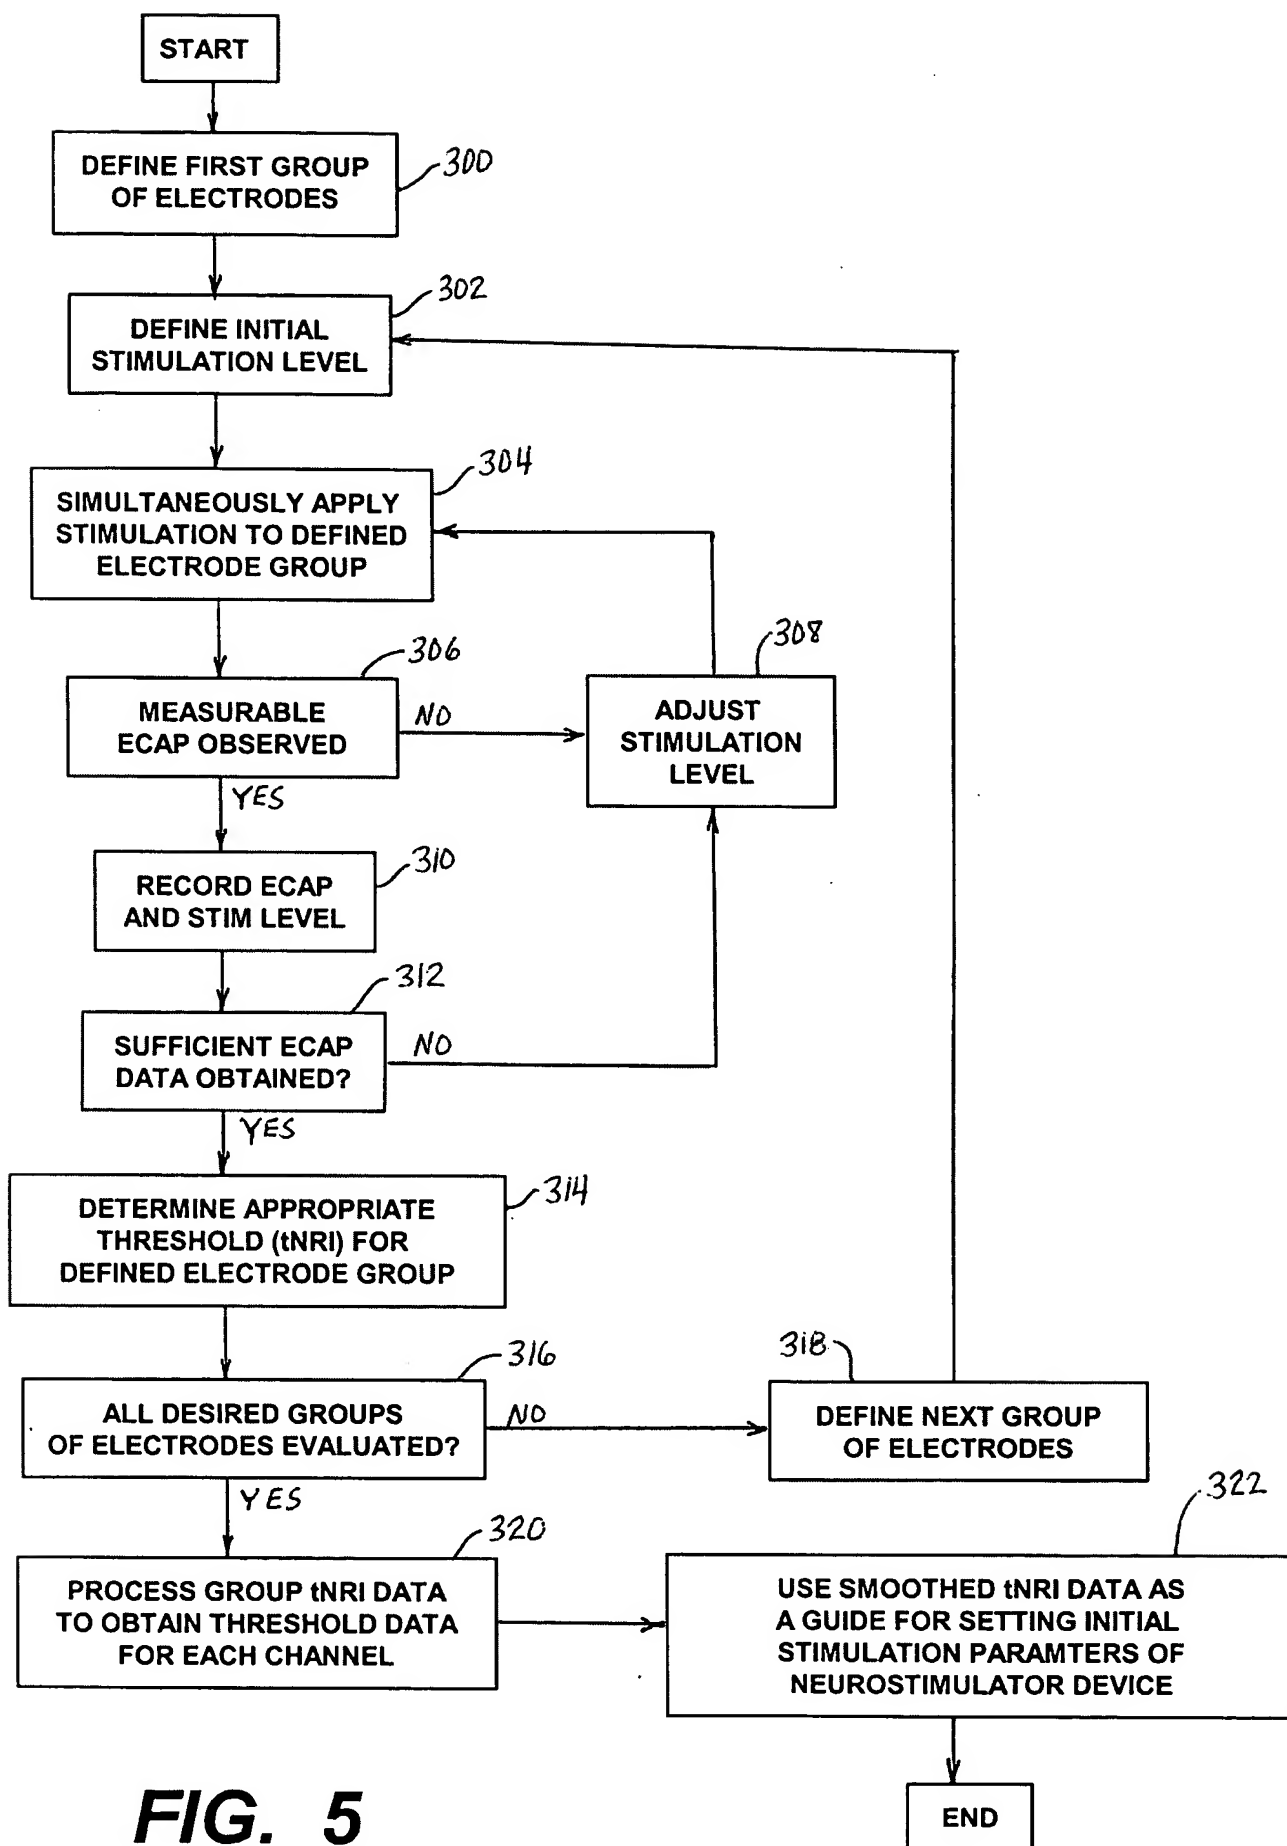 START
DEFINE FIRST GROUP
OF ELECTRODES
300
DEFINE INITIAL
STIMULATION LEVEL
302
SIMULTANEOUSLY APPLY
STIMULATION TO DEFINED
ELECTRODE GROUP
304
MEASURABLE
ECAP OBSERVED
306
NO
YES
ADJUST
STIMULATION
LEVEL
308
RECORD ECAP
AND STIM LEVEL
310
SUFFICIENT ECAP
DATA OBTAINED?
312
NO
YES
DETERMINE APPROPRIATE
THRESHOLD (tNRI) FOR
DEFINED ELECTRODE GROUP
314
ALL DESIRED GROUPS
OF ELECTRODES EVALUATED?
316
NO
YES
DEFINE NEXT GROUP
OF ELECTRODES
318
PROCESS GROUP tNRI DATA
TO OBTAIN THRESHOLD DATA
FOR EACH CHANNEL
320
USE SMOOTHED tNRI DATA AS
A GUIDE FOR SETTING INITIAL
STIMULATION PARAMTERS OF
NEUROSTIMULATOR DEVICE
322
END
FIG. 5